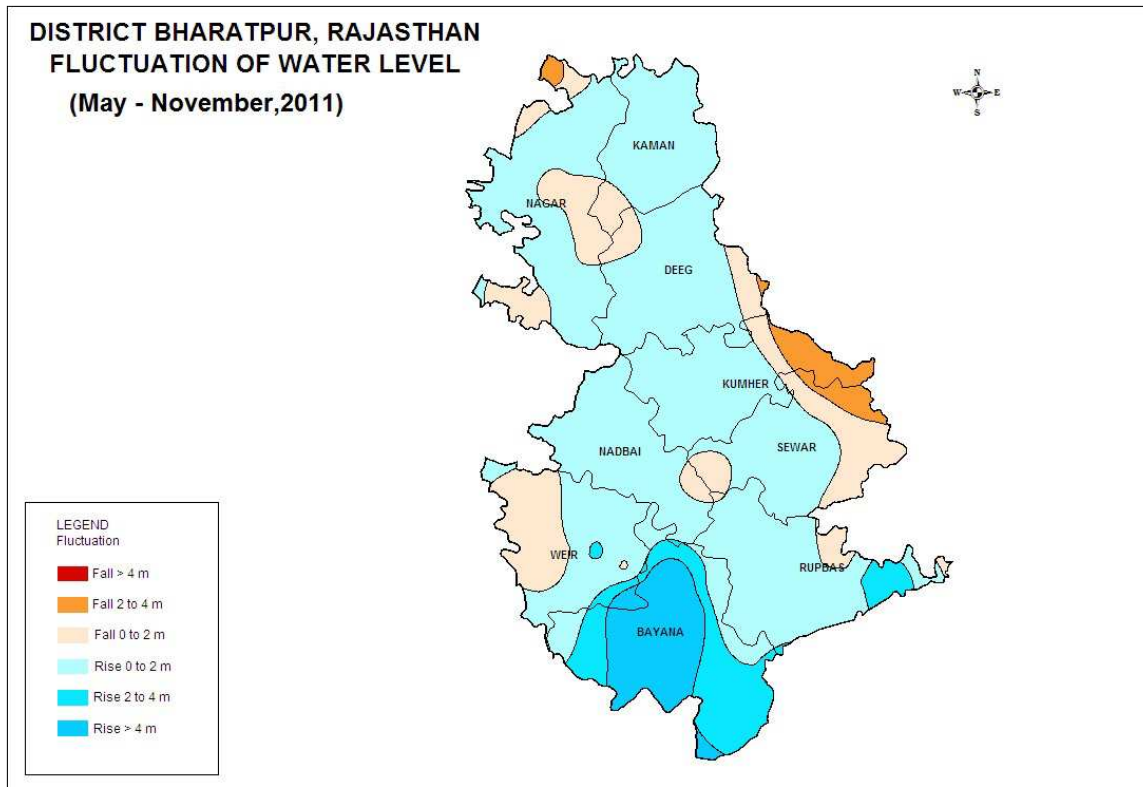 DISTRICT BHARATPUR, RAJASTHAN
FLUCTUATION OF WATER LEVEL
(May - November,2011)
N
W E
S
KAMAN
NAGAR
DEEG
KUMHER
NADBAI
SEWAR
WEIR
RUPBAS
BAYANA
LEGEND
Fluctuation
Fall > 4 m
Fall 2 to 4 m
Fall 0 to 2 m
Rise 0 to 2 m
Rise 2 to 4 m
Rise > 4 m